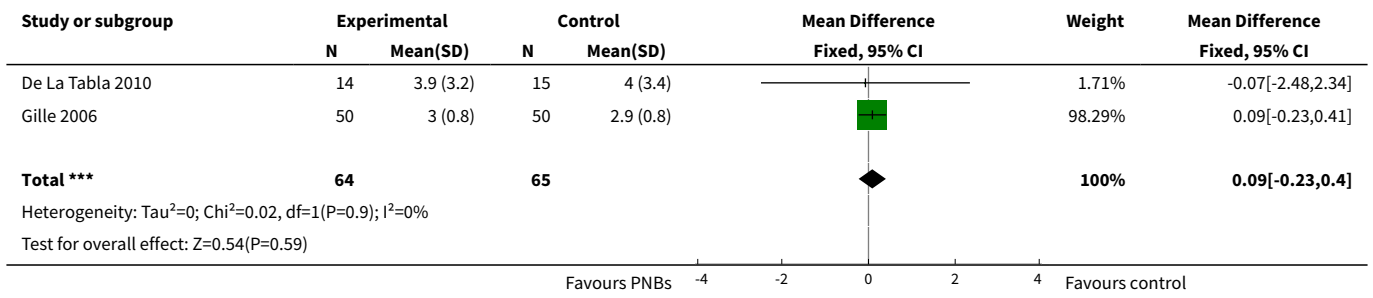 Study or subgroup Experimental Control Mean Difference Weight Mean Difference
N Mean(SD) N Mean(SD) Fixed, 95% CI Fixed, 95% CI
De La Tabla 2010 14 3.9 (3.2) 15 4 (3.4) 1.71% -0.07[-2.48,2.34]
Gille 2006 50 3 (0.8) 50 2.9 (0.8) 98.29% 0.09[-0.23,0.41]
Total *** 64 65 100% 0.09[-0.23,0.4]
Heterogeneity: Tau²=0; Chi²=0.02, df=1(P=0.9); I²=0%
Test for overall effect: Z=0.54(P=0.59)
Favours PNBs -4 -2 0 2 4 Favours control